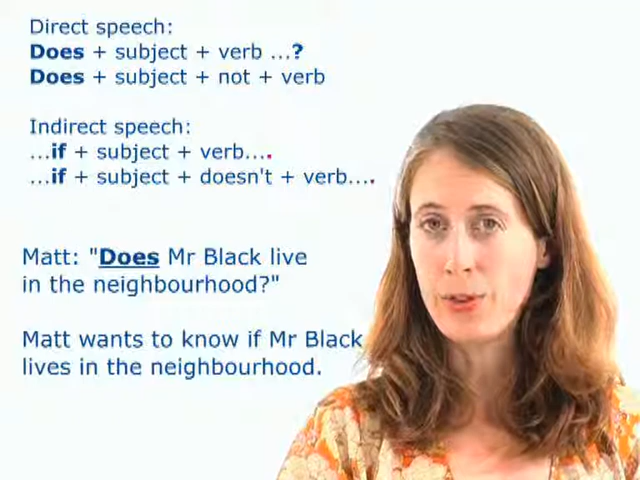 Direct speech:
Does + subject + verb ...?
Does + subject + not + verb
Indirect speech:
...if + subject + verb....
...if + subject + doesn't + verb....
Matt: "Does Mr Black live
in the neighbourhood?"
Matt wants to know if Mr Black
lives in the neighbourhood.